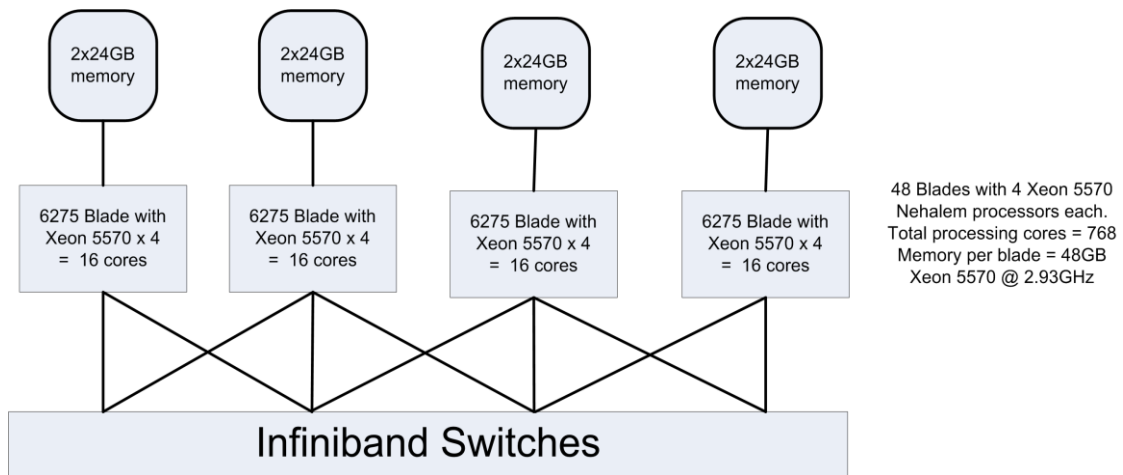 2x24GB
memory
2x24GB
memory
2x24GB
memory
2x24GB
memory
6275 Blade with
Xeon 5570 x 4
= 16 cores
6275 Blade with
Xeon 5570 x 4
= 16 cores
6275 Blade with
Xeon 5570 x 4
= 16 cores
6275 Blade with
Xeon 5570 x 4
= 16 cores
48 Blades with 4 Xeon 5570
Nehalem processors each.
Total processing cores = 768
Memory per blade = 48GB
Xeon 5570 @ 2.93GHz
Infiniband Switches